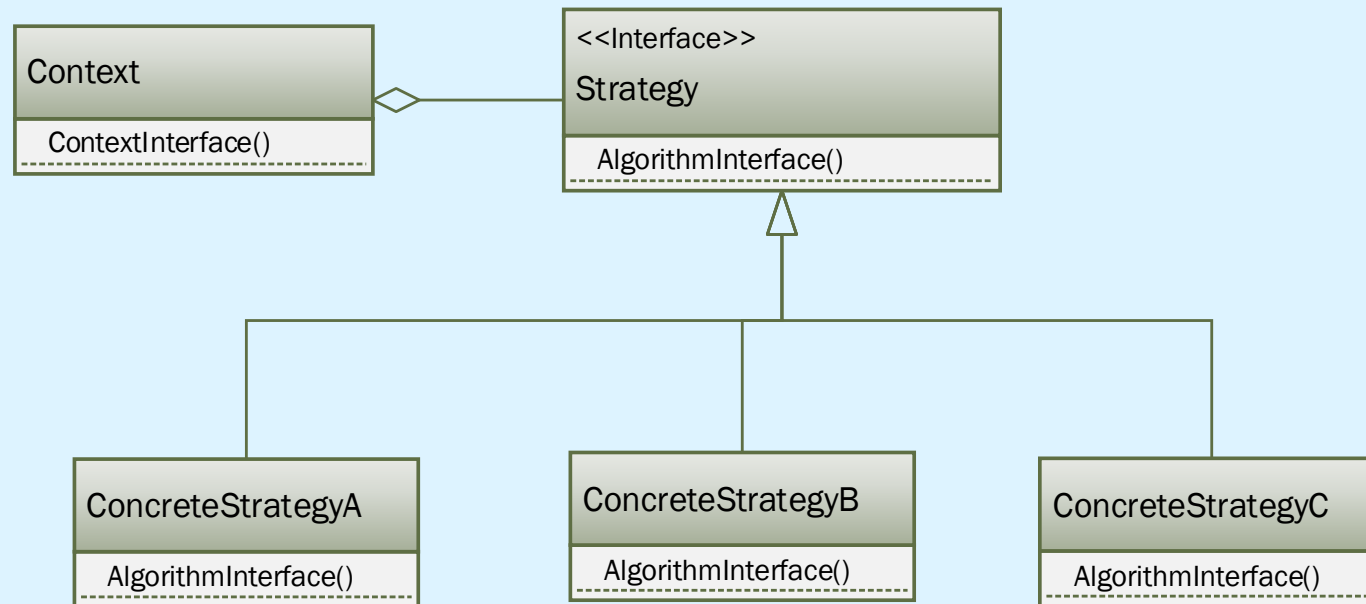 Context
ContextInterface()
<<Interface>>
Strategy
AlgorithmInterface()
ConcreteStrategyA
AlgorithmInterface()
ConcreteStrategyB
AlgorithmInterface()
ConcreteStrategyC
AlgorithmInterface()